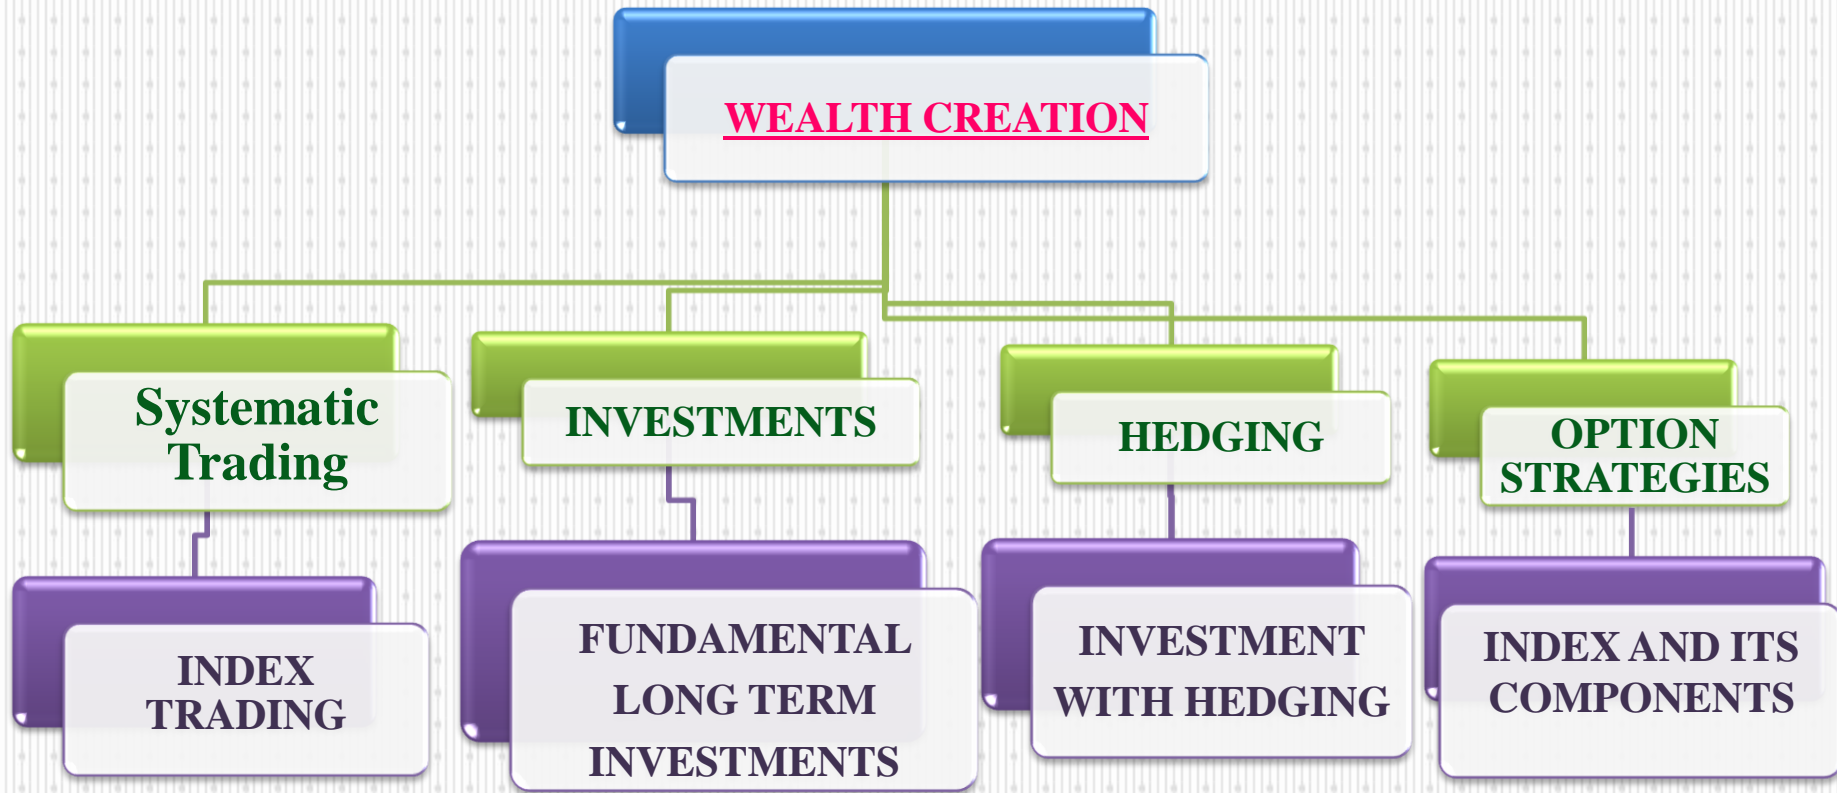 WEALTH CREATION
Systematic
Trading
INVESTMENTS
HEDGING
OPTION
STRATEGIES
INDEX
TRADING
FUNDAMENTAL
LONG TERM
INVESTMENTS
INVESTMENT
WITH HEDGING
INDEX AND ITS
COMPONENTS